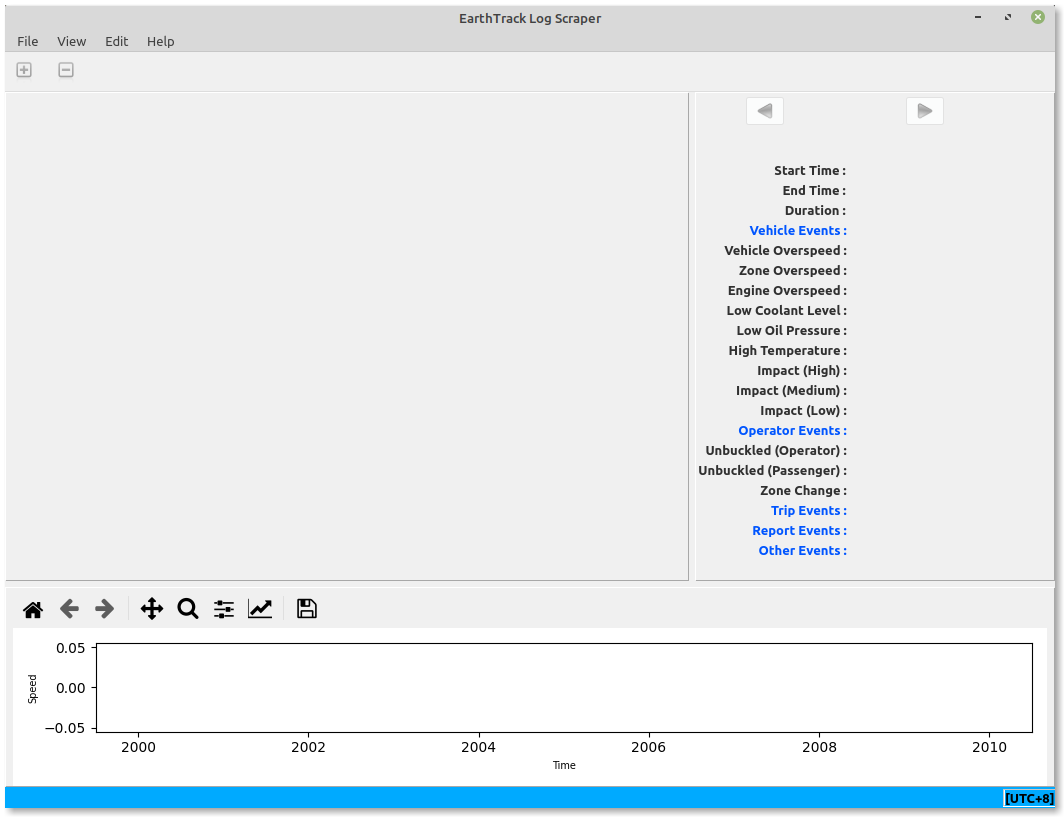 EarthTrack Log Scraper
File View Edit Help
Start Time :
End Time :
Duration :
Vehicle Events :
Vehicle Overspeed :
Zone Overspeed :
Engine Overspeed :
Low Coolant Level :
Low Oil Pressure :
High Temperature :
Impact (High) :
Impact (Medium) :
Impact (Low) :
Operator Events :
Unbuckled (Operator) :
Unbuckled (Passenger) :
Zone Change :
Trip Events :
Report Events :
Other Events :
0.05
0.00
−0.05
Speed
2000 2002 2004 2006 2008 2010
Time
[UTC+8]